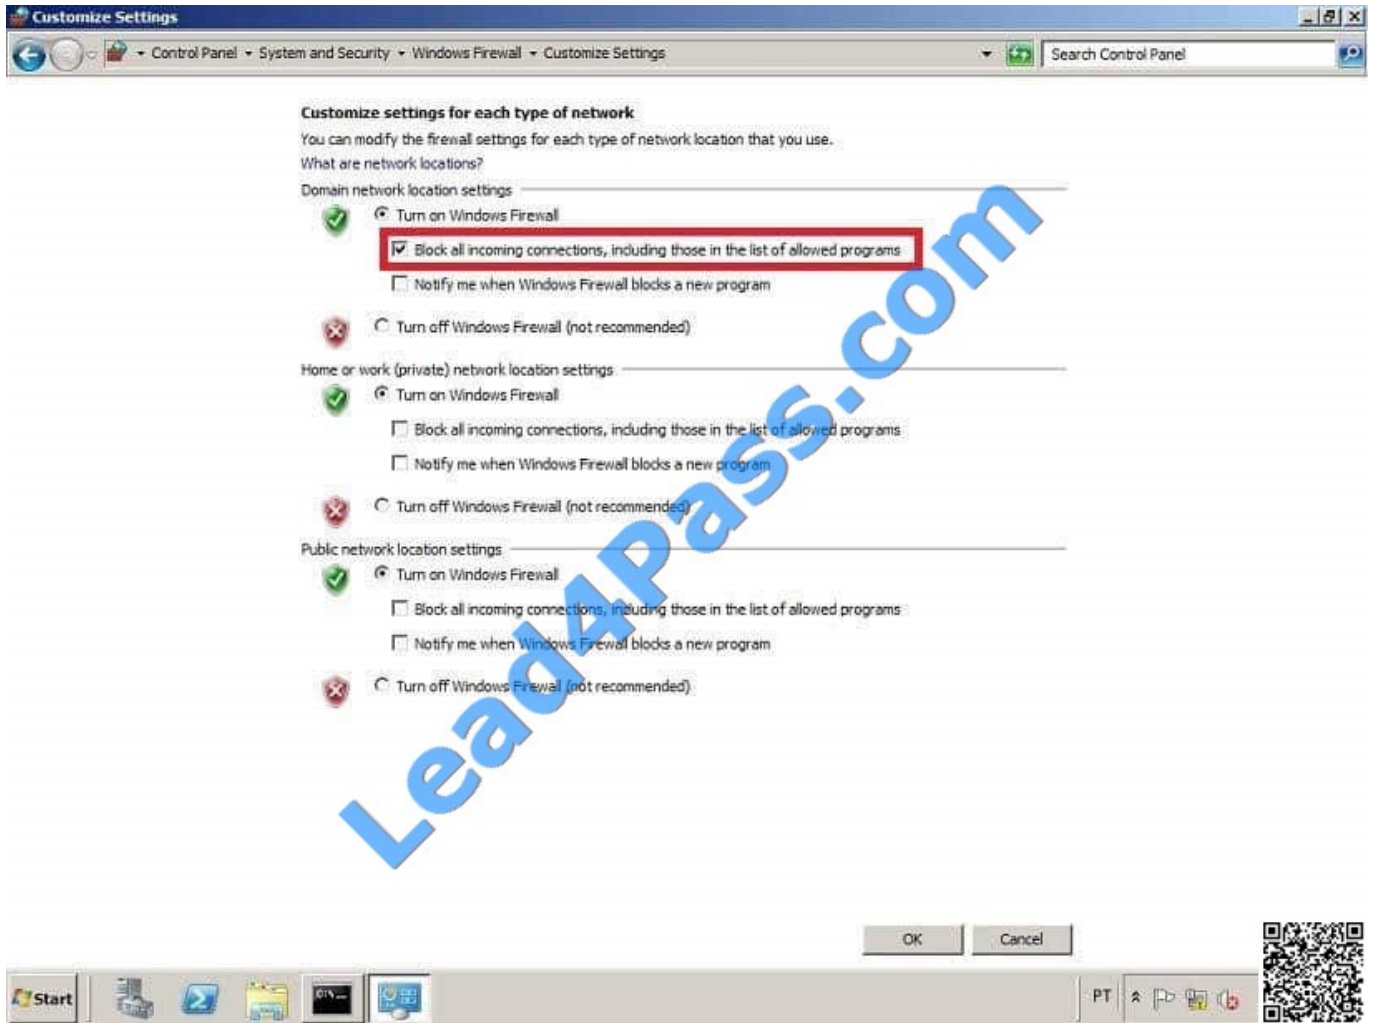 Customize Settings
Control Panel System and Security Windows Firewall Customize Settings
Search Control Panel
Customize settings for each type of network
You can modify the firewall settings for each type of network location that you use.
What are network locations?
Domain network location settings
Turn on Windows Firewall
Block all incoming connections, including those in the list of allowed programs
Notify me when Windows Firewall blocks a new program
Turn off Windows Firewall (not recommended)
Home or work (private) network location settings
Turn on Windows Firewall
Block all incoming connections, including those in the list of allowed programs
Notify me when Windows Firewall blocks a new program
Turn off Windows Firewall (not recommended)
Public network location settings
Turn on Windows Firewall
Block all incoming connections, including those in the list of allowed programs
Notify me when Windows Firewall blocks a new program
Turn off Windows Firewall (not recommended)
Lead4Pass.com
OK Cancel
Start
C:\
PT